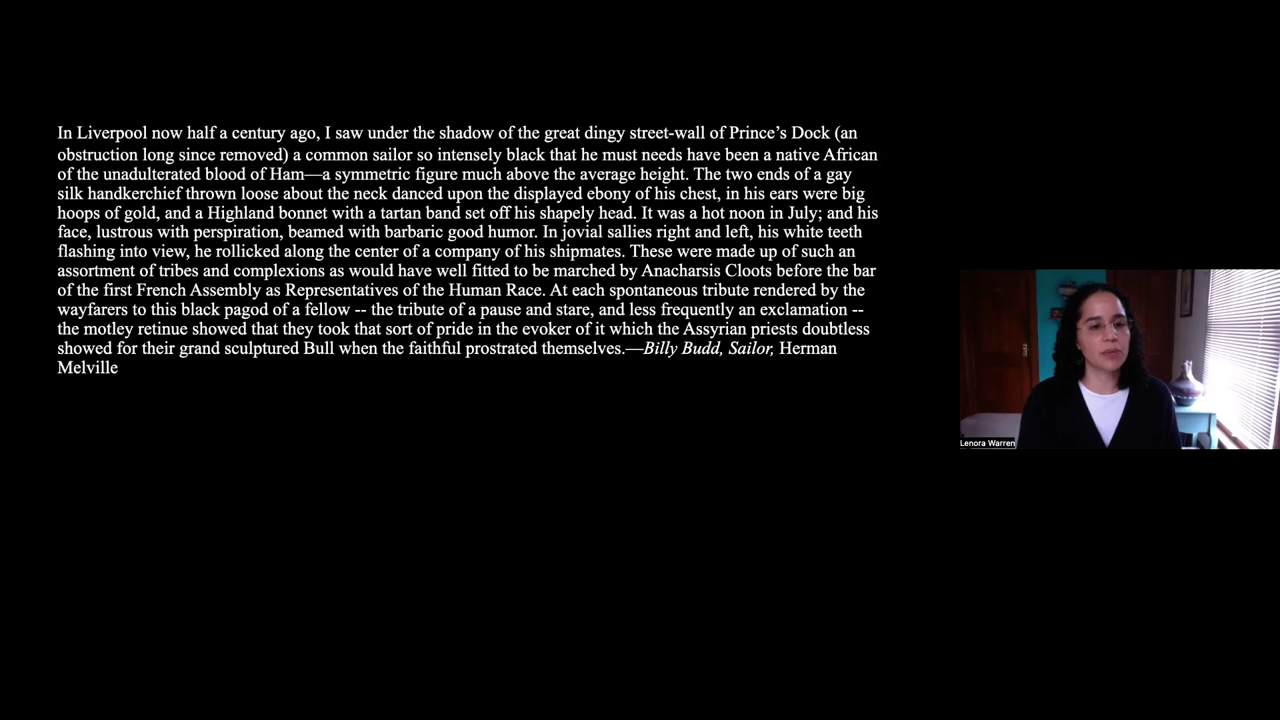 In Liverpool now half a century ago, I saw under the shadow of the great dingy street-wall of Prince’s Dock (an
obstruction long since removed) a common sailor so intensely black that he must needs have been a native African
of the unadulterated blood of Ham—a symmetric figure much above the average height. The two ends of a gay
silk handkerchief thrown loose about the neck danced upon the displayed ebony of his chest, in his ears were big
hoops of gold, and a Highland bonnet with a tartan band set off his shapely head. It was a hot noon in July; and his
face, lustrous with perspiration, beamed with barbaric good humor. In jovial sallies right and left, his white teeth
flashing into view, he rollicked along the center of a company of his shipmates. These were made up of such an
assortment of tribes and complexions as would have well fitted to be marched by Anacharsis Cloots before the bar
of the first French Assembly as Representatives of the Human Race. At each spontaneous tribute rendered by the
wayfarers to this black pagod of a fellow -- the tribute of a pause and stare, and less frequently an exclamation --
the motley retinue showed that they took that sort of pride in the evoker of it which the Assyrian priests doubtless
showed for their grand sculptured Bull when the faithful prostrated themselves.—Billy Budd, Sailor, Herman
Melville
Lenora Warren